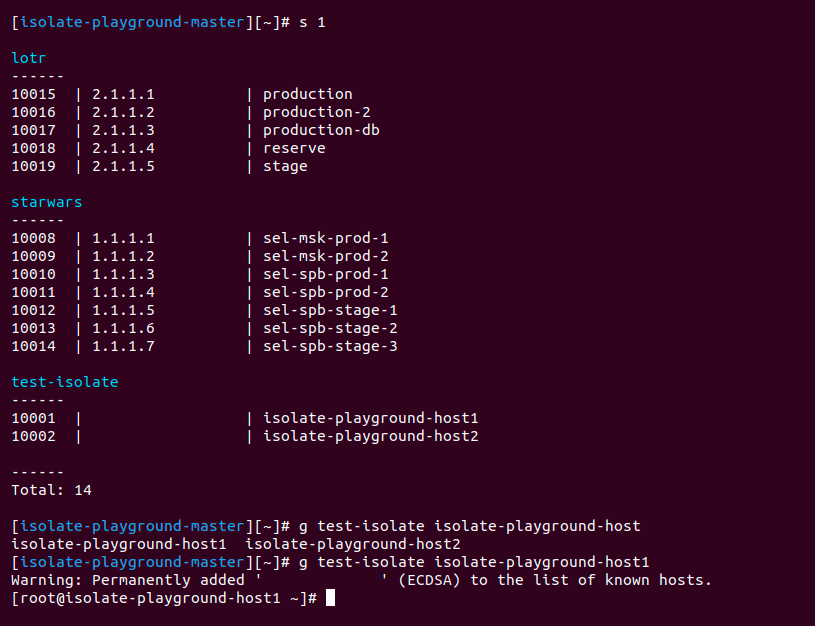 [isolate-playground-master][~]# s 1
lotr
------
10015  | 2.1.1.1          | production
10016  | 2.1.1.2          | production-2
10017  | 2.1.1.3          | production-db
10018  | 2.1.1.4          | reserve
10019  | 2.1.1.5          | stage
starwars
------
10008  | 1.1.1.1          | sel-msk-prod-1
10009  | 1.1.1.2          | sel-msk-prod-2
10010  | 1.1.1.3          | sel-spb-prod-1
10011  | 1.1.1.4          | sel-spb-prod-2
10012  | 1.1.1.5          | sel-spb-stage-1
10013  | 1.1.1.6          | sel-spb-stage-2
10014  | 1.1.1.7          | sel-spb-stage-3
test-isolate
------
10001  |                  | isolate-playground-host1
10002  |                  | isolate-playground-host2
------
Total: 14
[isolate-playground-master][~]# g test-isolate isolate-playground-host
isolate-playground-host1  isolate-playground-host2
[isolate-playground-master][~]# g test-isolate isolate-playground-host1
Warning: Permanently added '             ' (ECDSA) to the list of known hosts.
[root@isolate-playground-host1 ~]#